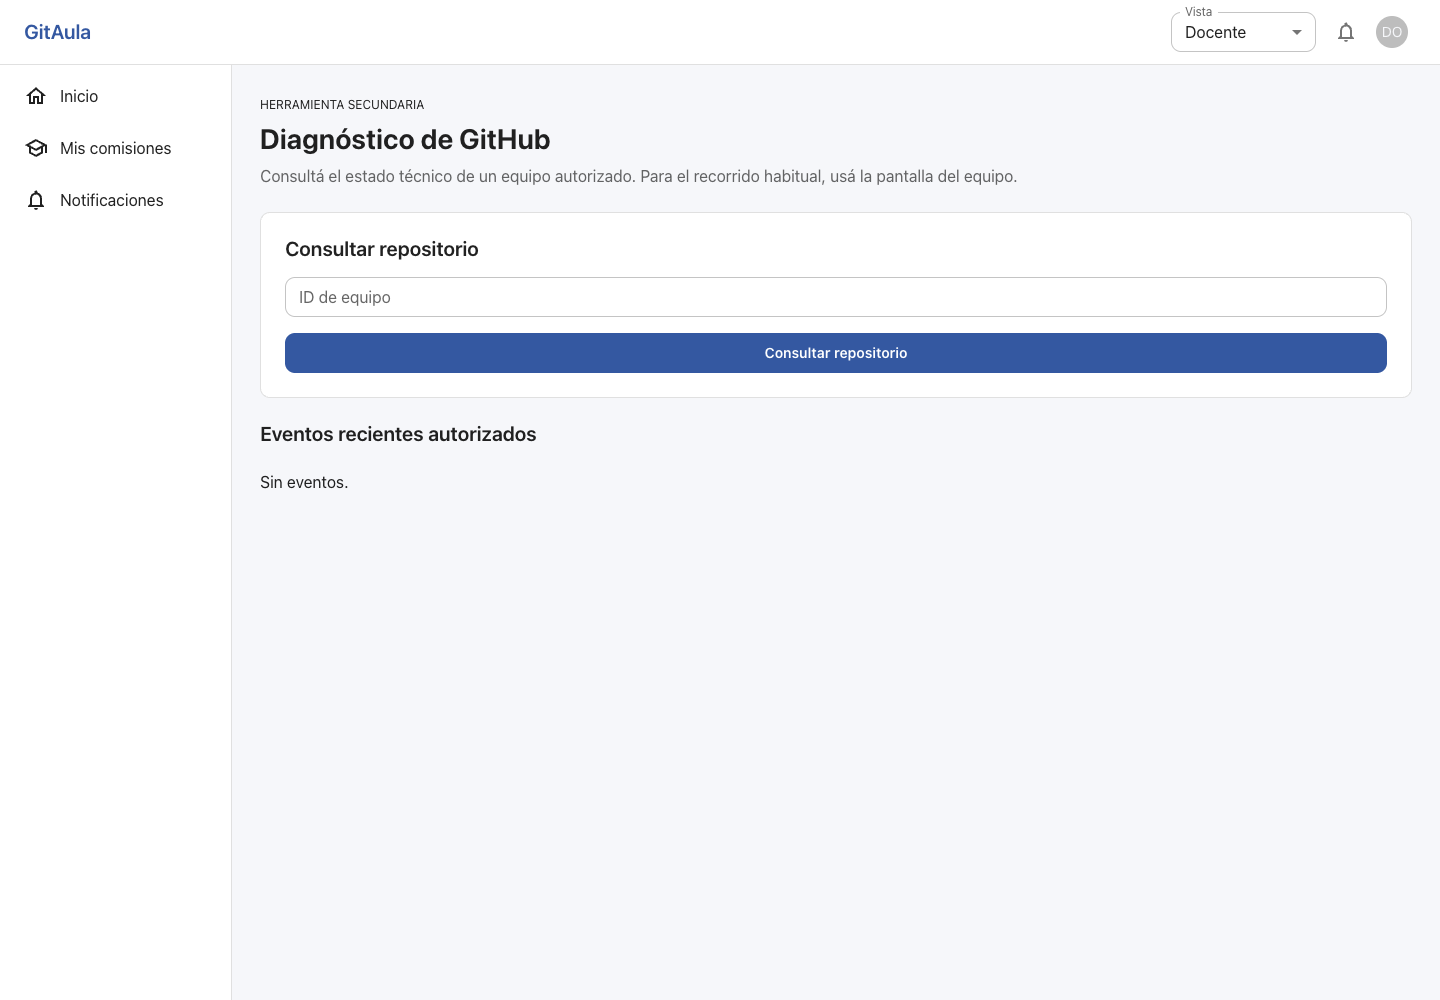 GitAula
Vista
Docente
DO
Inicio
Mis comisiones
Notificaciones
HERRAMIENTA SECUNDARIA
Diagnóstico de GitHub
Consultá el estado técnico de un equipo autorizado. Para el recorrido habitual, usá la pantalla del equipo.
Consultar repositorio
ID de equipo
Consultar repositorio
Eventos recientes autorizados
Sin eventos.